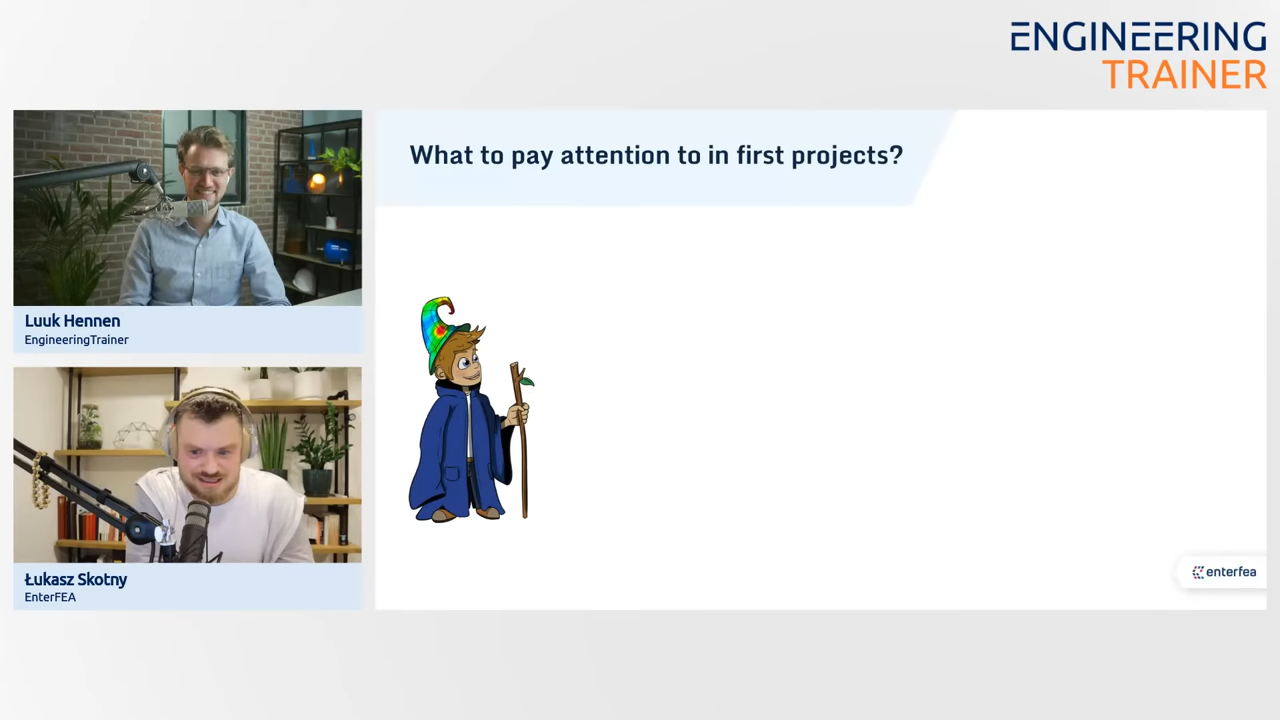 ENGINEERING
TRAINER
What to pay attention to in first projects?
Luuk Hennen
EngineeringTrainer
Łukasz Skotny
EnterFEA
enterfea